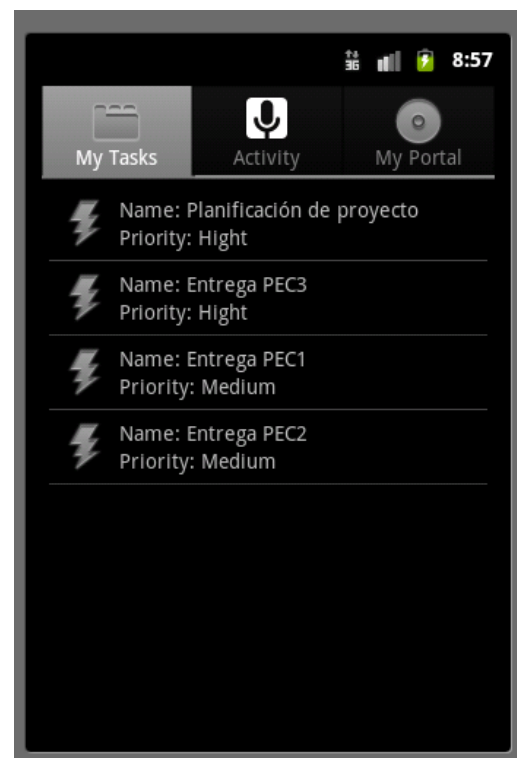 3G 8:57
My Tasks Activity My Portal
Name: Planificación de proyecto
Priority: Hight
Name: Entrega PEC3
Priority: Hight
Name: Entrega PEC1
Priority: Medium
Name: Entrega PEC2
Priority: Medium